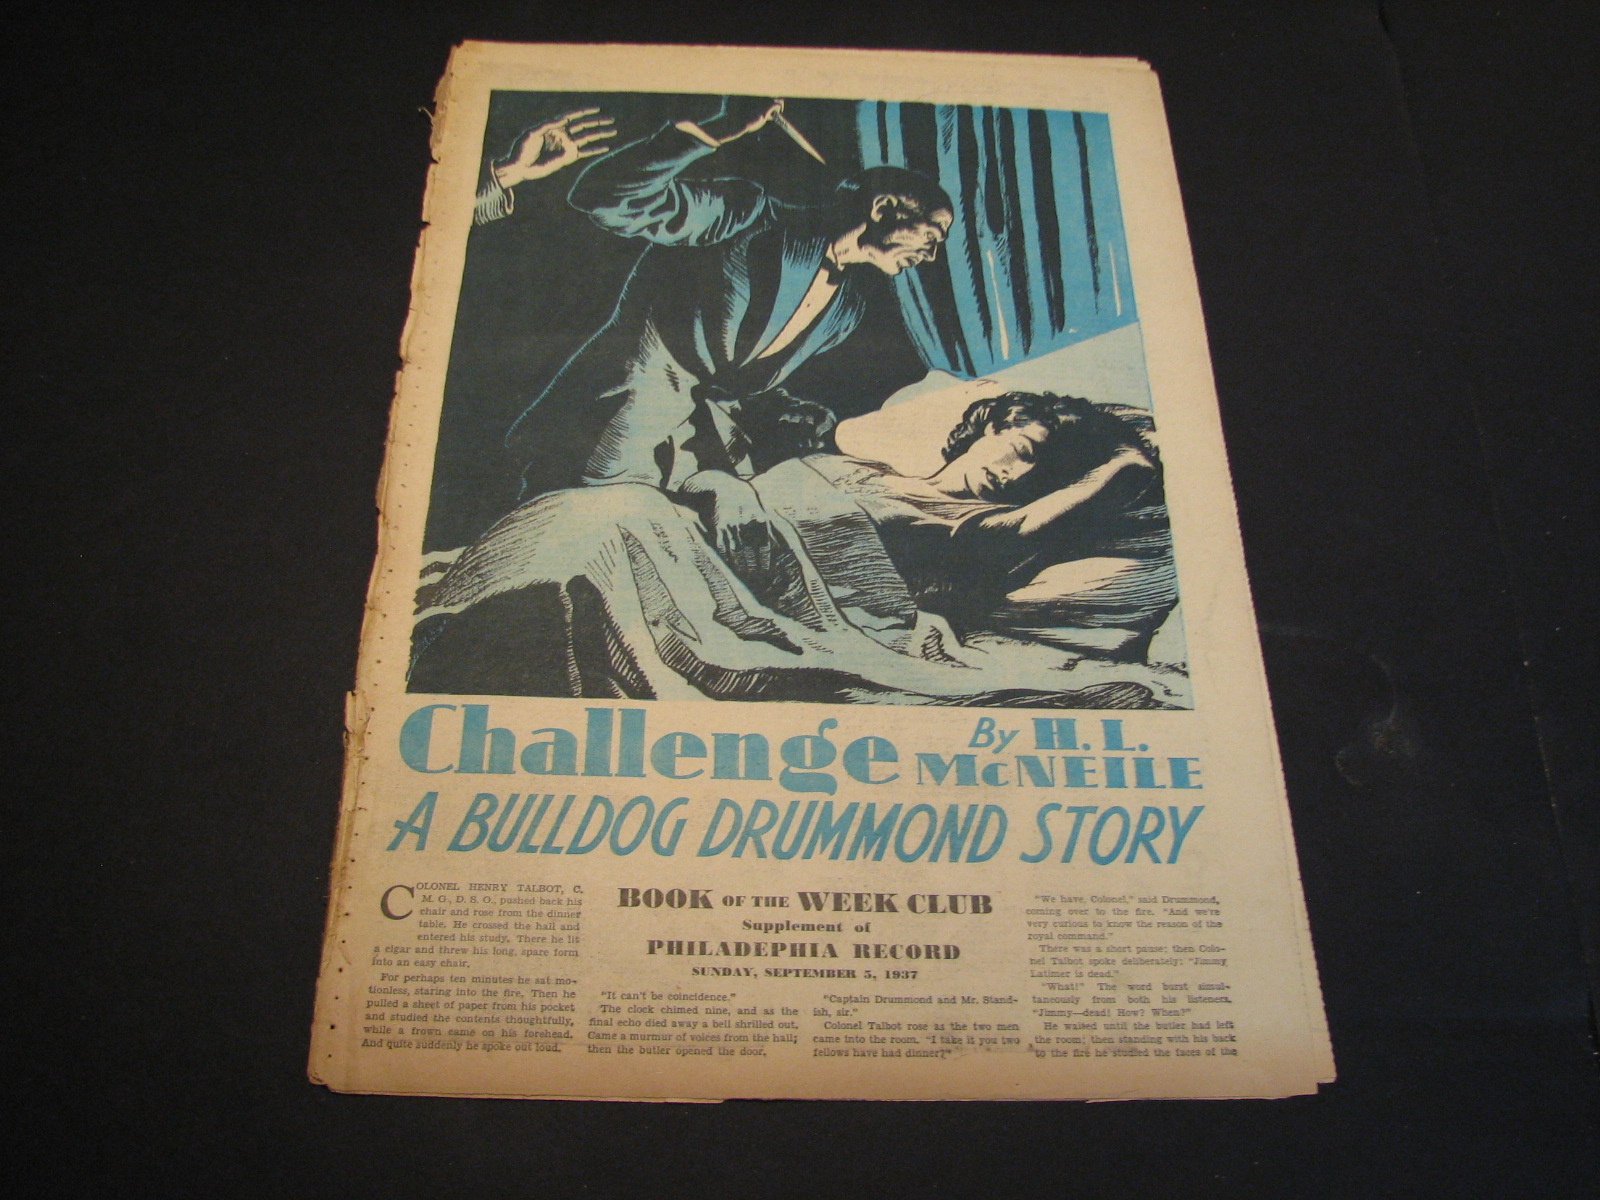 Challenge
By H. L.
McNEILE
A BULLDOG DRUMMOND STORY
COLONEL HENRY TALBOT, C.
M. G., D. S. O., pushed back his
chair and rose from the dinner
table. He crossed the hall and
entered his study. There he lit
a cigar and threw his long, spare form
into an easy chair.
For perhaps ten minutes he sat mo-
tionless, staring into the fire. Then he
pulled a sheet of paper from his pocket
and studied the contents thoughtfully,
while a frown came on his forehead.
And quite suddenly he spoke out loud.
BOOK OF THE WEEK CLUB
Supplement of
PHILADEPHIA RECORD
SUNDAY, SEPTEMBER 5, 1937
"It can't be coincidence."
The clock chimed nine, and as the
final echo died away a bell shrilled out.
Came a murmur of voices from the hall;
then the butler opened the door.
"Captain Drummond and Mr. Stand-
ish, sir."
Colonel Talbot rose as the two men
came into the room. "I take it you two
fellows have had dinner?"
"We have, Colonel," said Drummond,
coming over to the fire. "And we're
very curious to know the reason of the
royal command."
There was a short pause; then Colo-
nel Talbot spoke deliberately: "Jimmy
Latimer is dead."
"What!" The word burst simul-
taneously from both his listeners.
"Jimmy—dead! How? When?"
He waited until the butler had left
the room; then standing with his back
to the fire he studied the faces of the